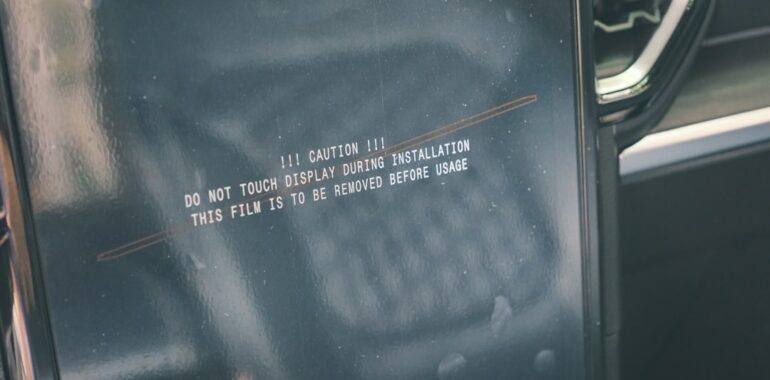 !!! CAUTION !!!
DO NOT TOUCH DISPLAY DURING INSTALLATION
THIS FILM IS TO BE REMOVED BEFORE USAGE